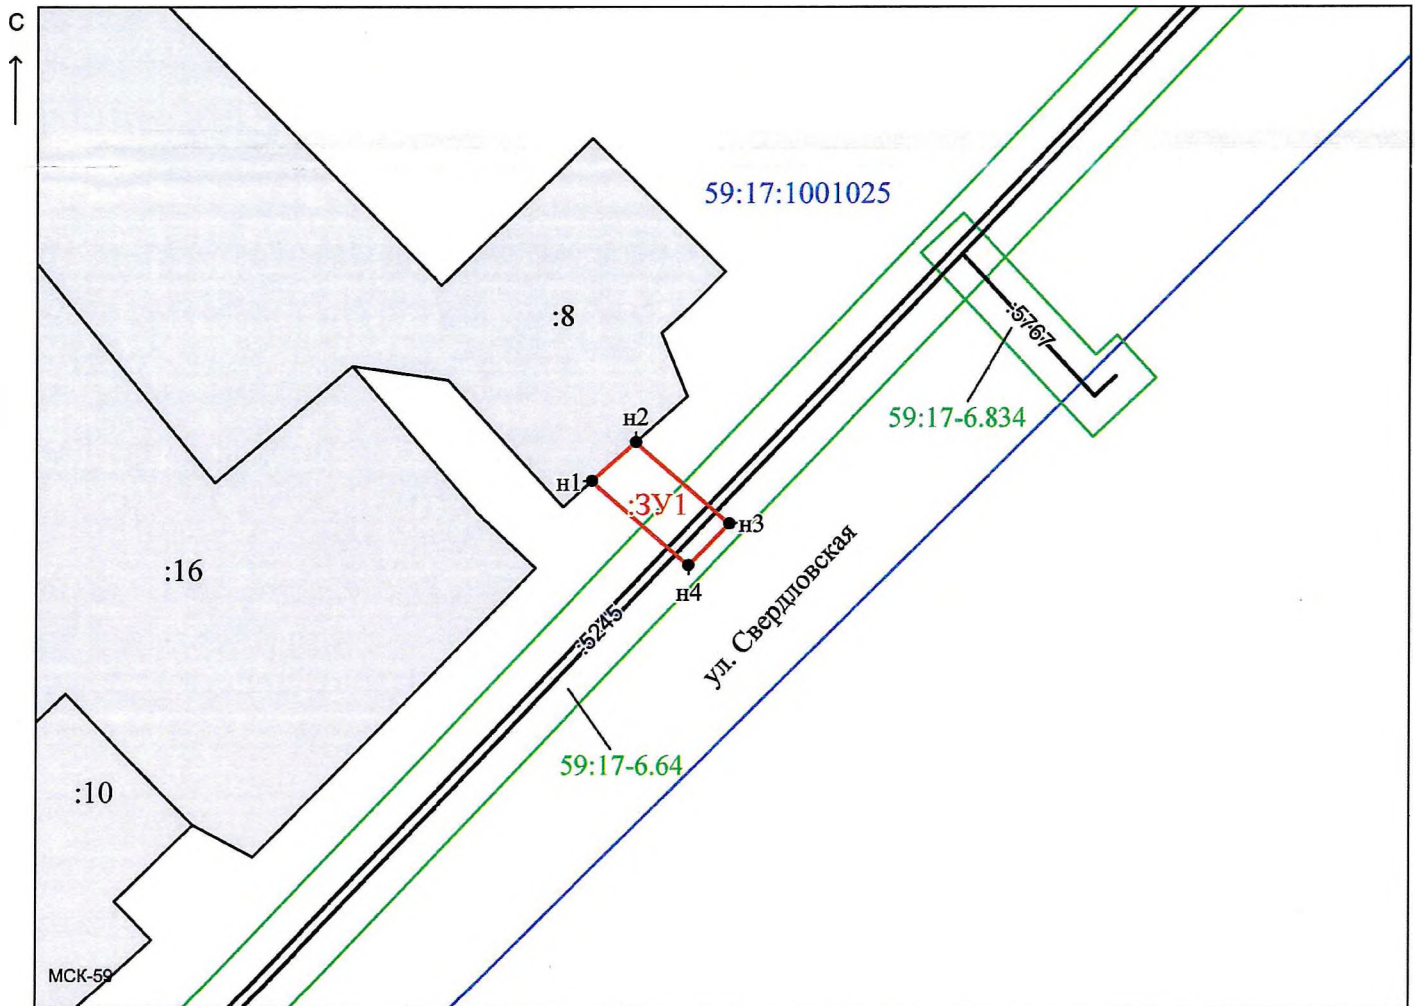 С
59:17:1001025
:8
:5767
59:17-6.834
н2
н1
:ЗУ1
н3
н4
:16
:5245
ул. Свердловская
59:17-6.64
:10
МСК-59